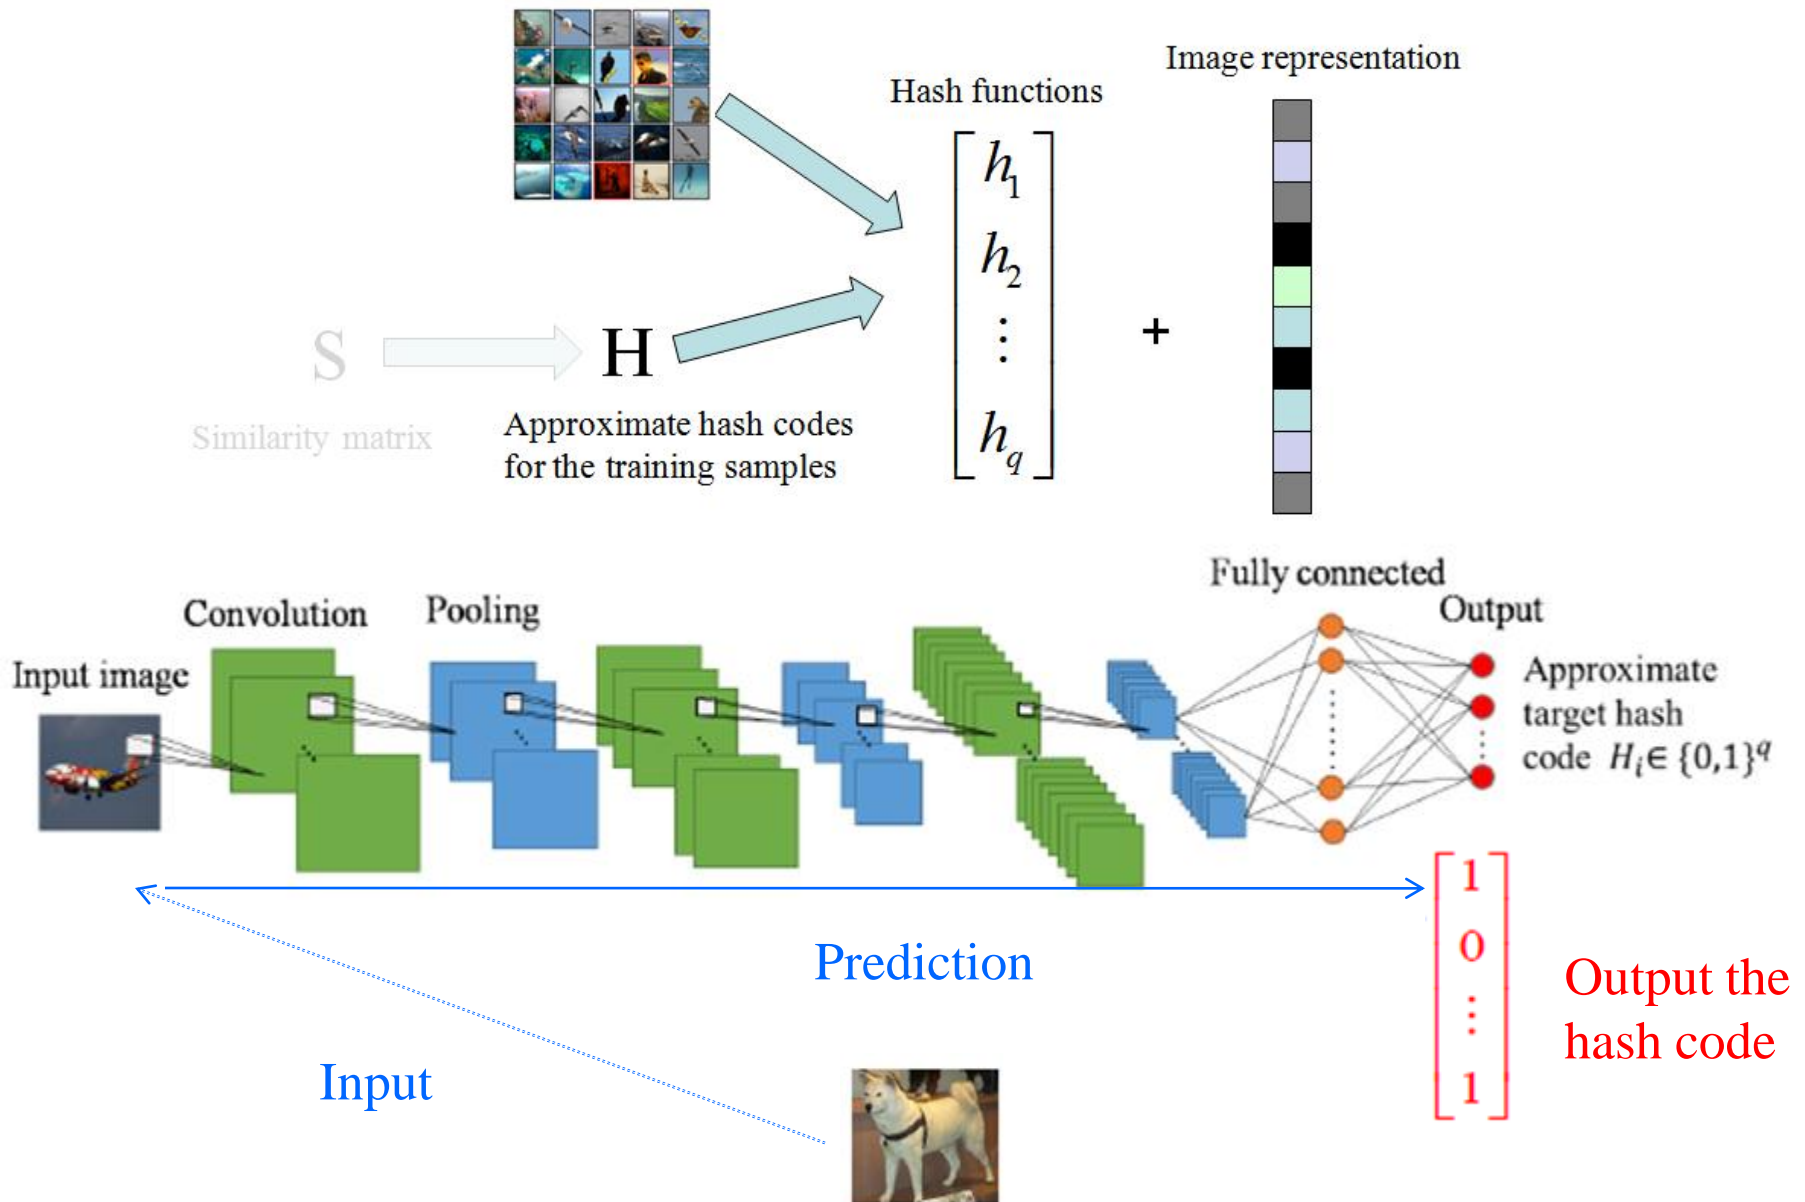 Image representation
Hash functions
h1
h2
⋮
hq
+
S
H
Similarity matrix
Approximate hash codes
for the training samples
Fully connected
Convolution
Pooling
Output
Input image
Approximate
target hash
code Hi∈ {0,1}^q
1
0
⋮
1
Prediction
Output the
hash code
Input